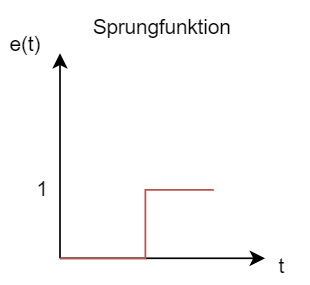 Sprungfunktion
e(t)
1
t